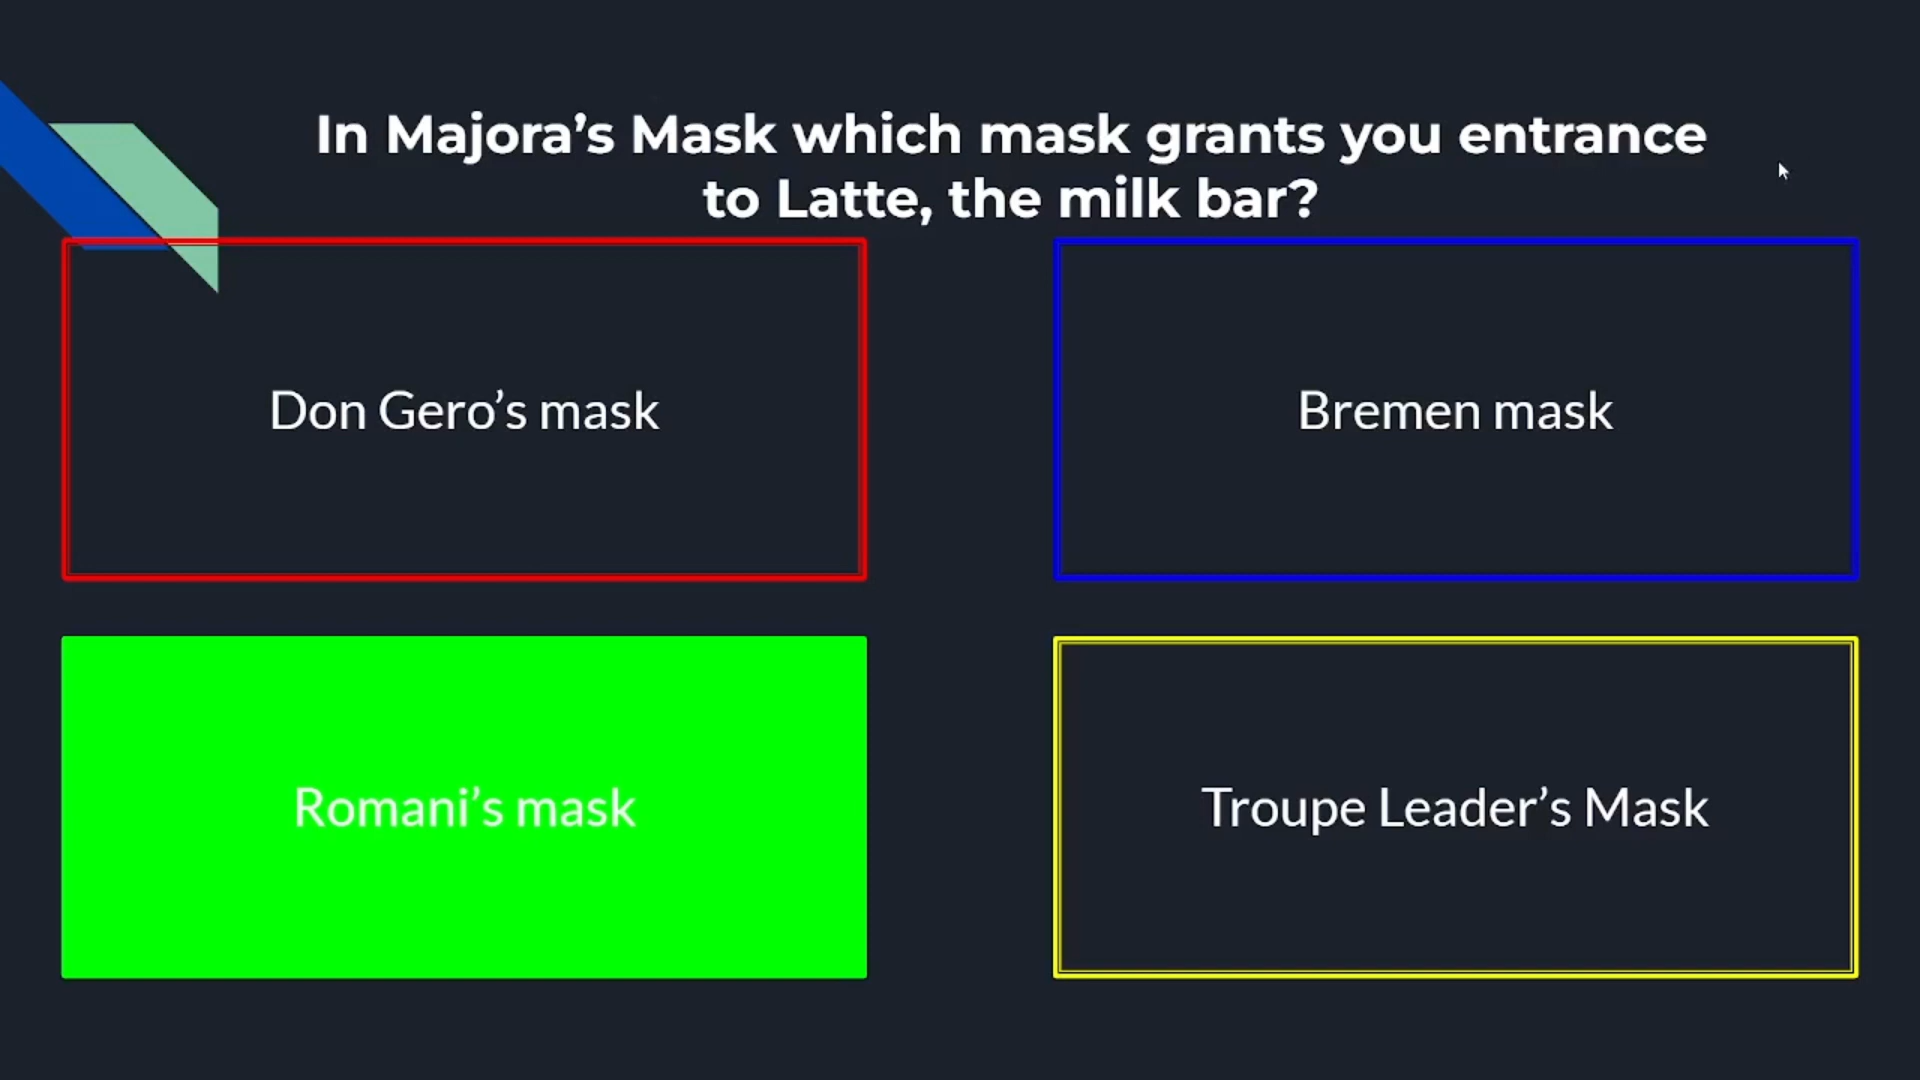 In Majora’s Mask which mask grants you entrance
to Latte, the milk bar?
Don Gero’s mask
Bremen mask
Romani’s mask
Troupe Leader’s Mask